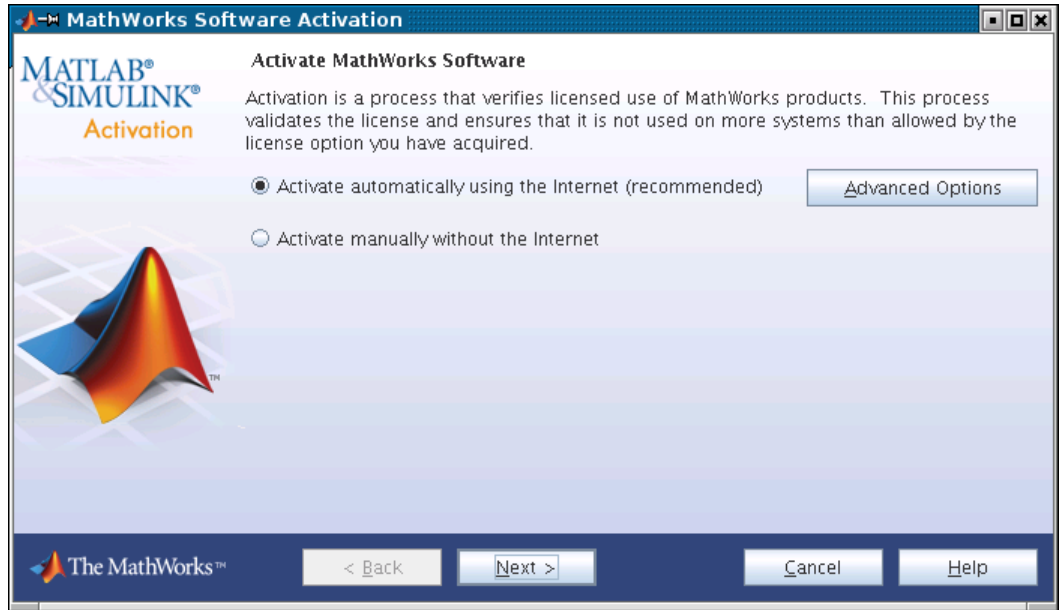 MathWorks Software Activation
MATLAB®
&SIMULINK®
Activation
Activate MathWorks Software
Activation is a process that verifies licensed use of MathWorks products. This process
validates the license and ensures that it is not used on more systems than allowed by the
license option you have acquired.
Activate automatically using the Internet (recommended)
Advanced Options
Activate manually without the Internet
TM
The MathWorks™
< Back
Next >
Cancel
Help